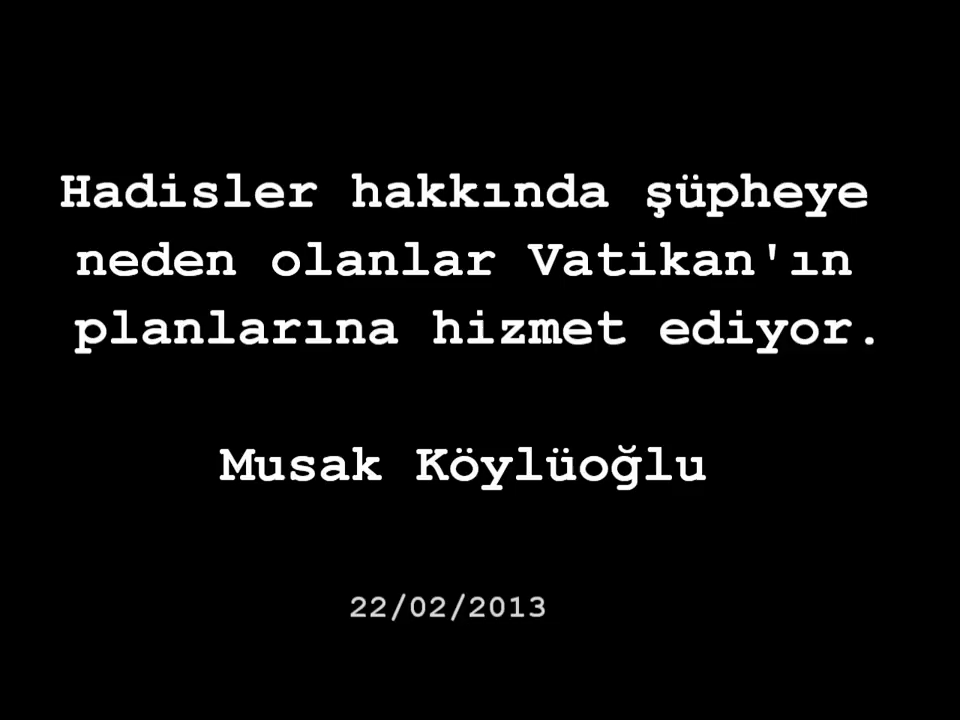 Hadisler hakkında şüpheye
neden olanlar Vatikan'ın
planlarına hizmet ediyor.
Musak Köylüoğlu
22/02/2013